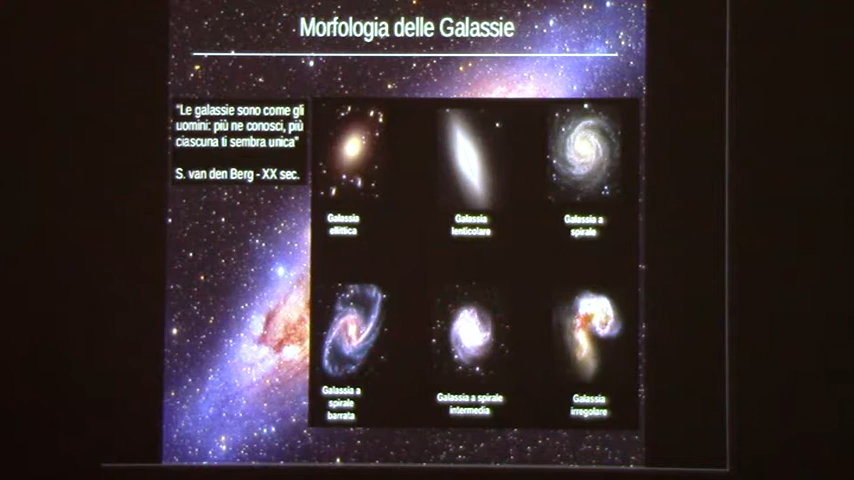 Morfologia delle Galassie
"Le galassie sono come gli
uomini: più ne conosci, più
ciascuna ti sembra unica"
S. van den Berg - XX sec.
Galassia
ellittica
Galassia
lenticolare
Galassia a
spirale
Galassia a
spirale
barrata
Galassia a spirale
intermedia
Galassia
irregolare